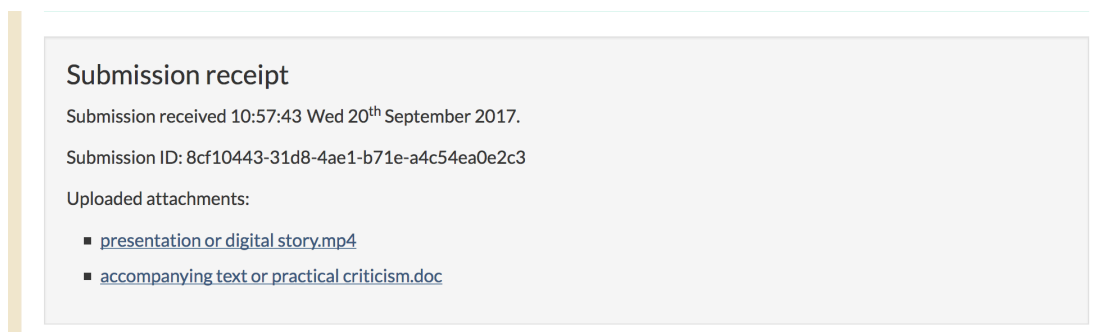 Submission receipt
Submission received 10:57:43 Wed 20th September 2017.
Submission ID: 8cf10443-31d8-4ae1-b71e-a4c54ea0e2c3
Uploaded attachments:
presentation or digital story.mp4
accompanying text or practical criticism.doc